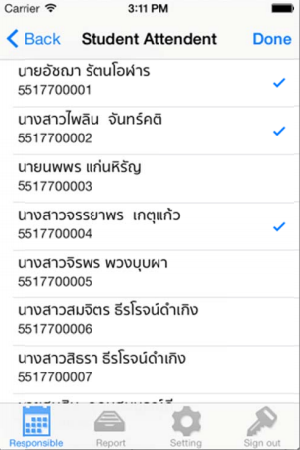 Carrier 3:11 PM
Back Student Attendent Done
นายอัชฌา รัตนโอฬาร
5517700001
นางสาวไพลิน จันทร์คติ
5517700002
นายนพพร แก่นหิรัญ
5517700003
นางสาวจรรยาพร เกตุแก้ว
5517700004
นางสาวจิรพร พวงบุบผา
5517700005
นางสาวสมจิตร ธีรโรจน์ดำเกิง
5517700006
นางสาวสิธรา ธีรโรจน์ดำเกิง
5517700007
Responsible Report Setting Sign out